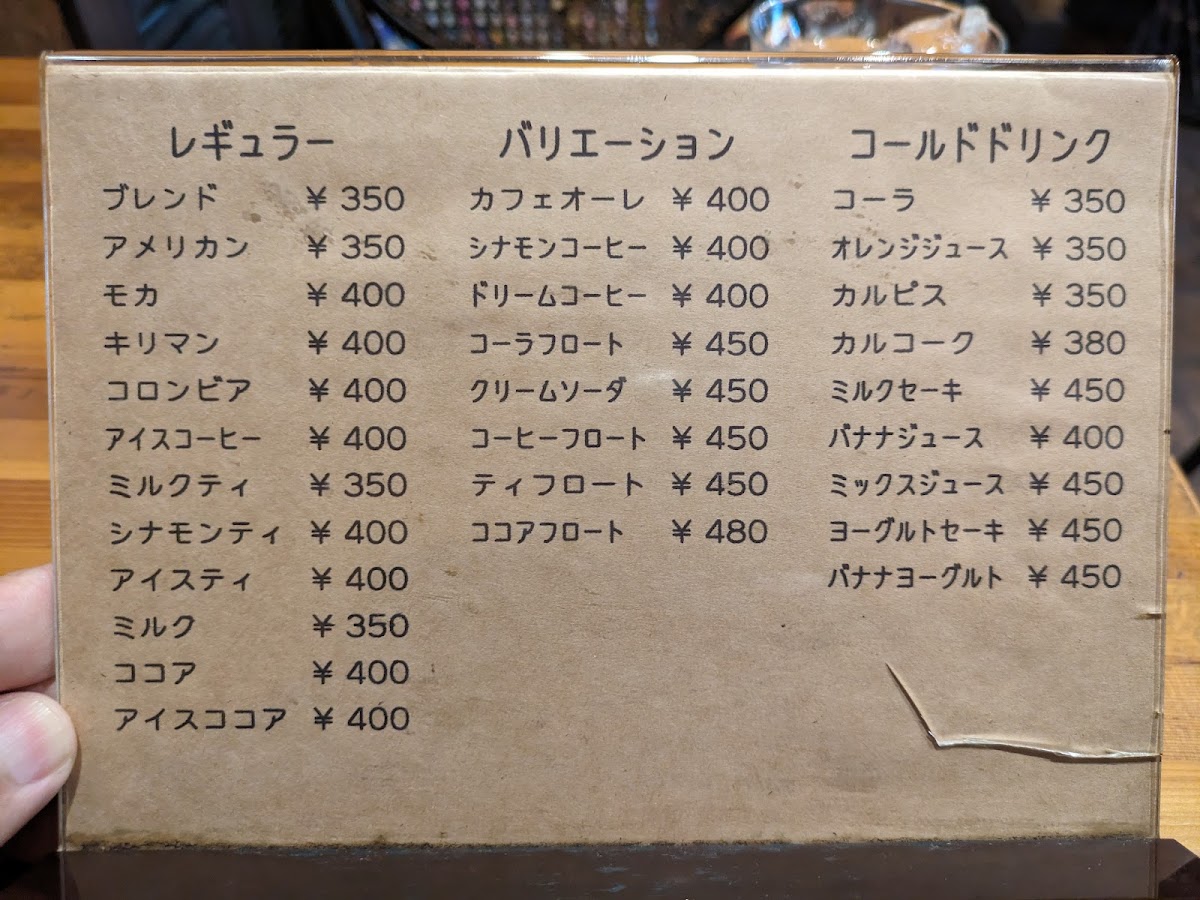 レギュラー
ブレンド ¥350
アメリカン ¥350
モカ ¥400
キリマン ¥400
コロンビア ¥400
アイスコーヒー ¥400
ミルクティ ¥350
シナモンティ ¥400
アイスティ ¥400
ミルク ¥350
ココア ¥400
アイスココア ¥400
バリエーション
カフェオーレ ¥400
シナモンコーヒー ¥400
ドリームコーヒー ¥400
コーラフロート ¥450
クリームソーダ ¥450
コーヒーフロート ¥450
ティフロート ¥450
ココアフロート ¥480
コールドドリンク
コーラ ¥350
オレンジジュース ¥350
カルピス ¥350
カルコーク ¥380
ミルクセーキ ¥450
バナナジュース ¥400
ミックスジュース ¥450
ヨーグルトセーキ ¥450
バナナヨーグルト ¥450